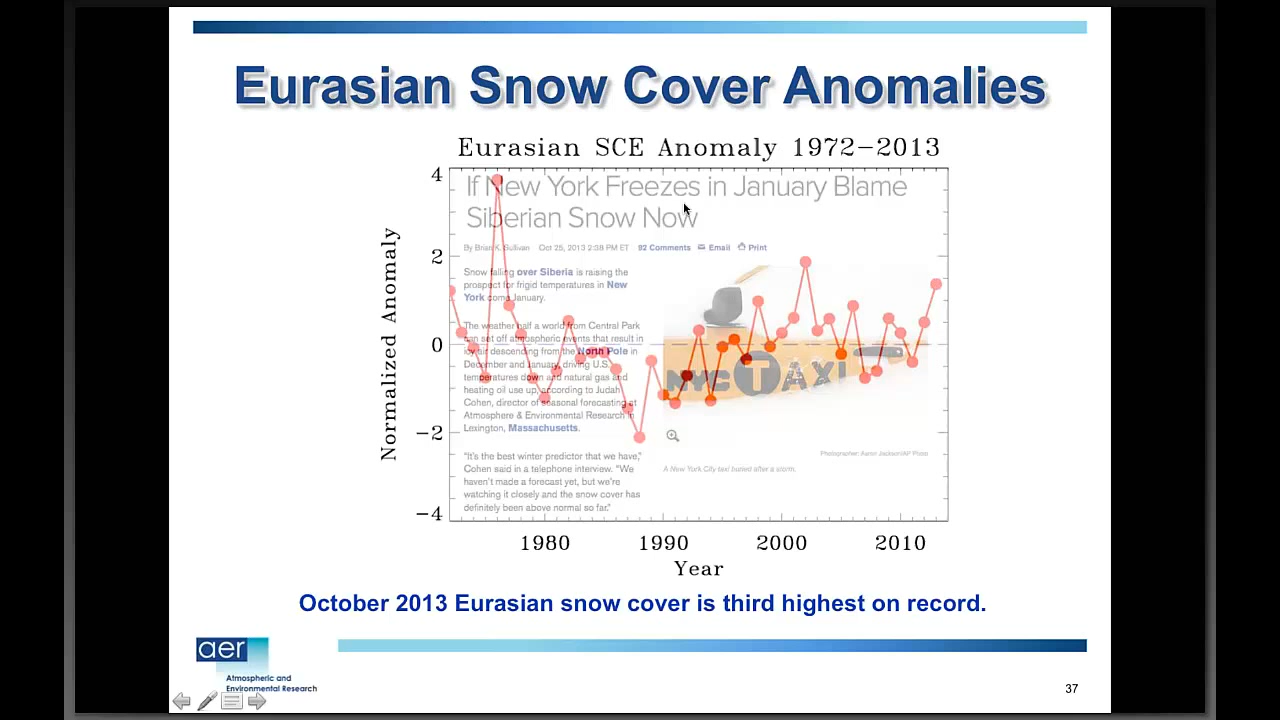 Eurasian Snow Cover Anomalies
Eurasian SCE Anomaly 1972-2013
If New York Freezes in January Blame
Siberian Snow Now
By Brian K. Sullivan Oct 25, 2013 2:38 PM ET 92 Comments Email Print
Snow falling over Siberia is raising the
prospect for frigid temperatures in New
York come January.
The weather half a world from Central Park
can set off atmospheric events that result in
icy air descending from the North Pole in
December and January, driving U.S.
temperatures down and natural gas and
heating oil use up, according to Judah
Cohen, director of seasonal forecasting at
Atmosphere & Environmental Research in
Lexington, Massachusetts.
"It's the best winter predictor that we have,"
Cohen said in a telephone interview. "We
haven't made a forecast yet, but we're
watching it closely and the snow cover has
definitely been above normal so far."
NYC TAXI
Photographer: Aaron Jackson/AP Photo
A New York City taxi buried after a storm.
Normalized Anomaly
4
2
0
-2
-4
1980 1990 2000 2010
Year
October 2013 Eurasian snow cover is third highest on record.
aer
Atmospheric and
Environmental Research
37